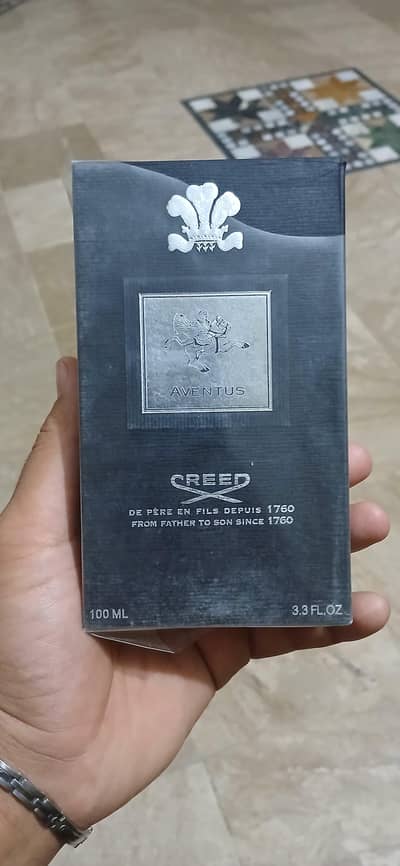 AVENTUS
CREED
DE PÈRE EN FILS DEPUIS 1760
FROM FATHER TO SON SINCE 1760
100 ML 3.3 FL.OZ